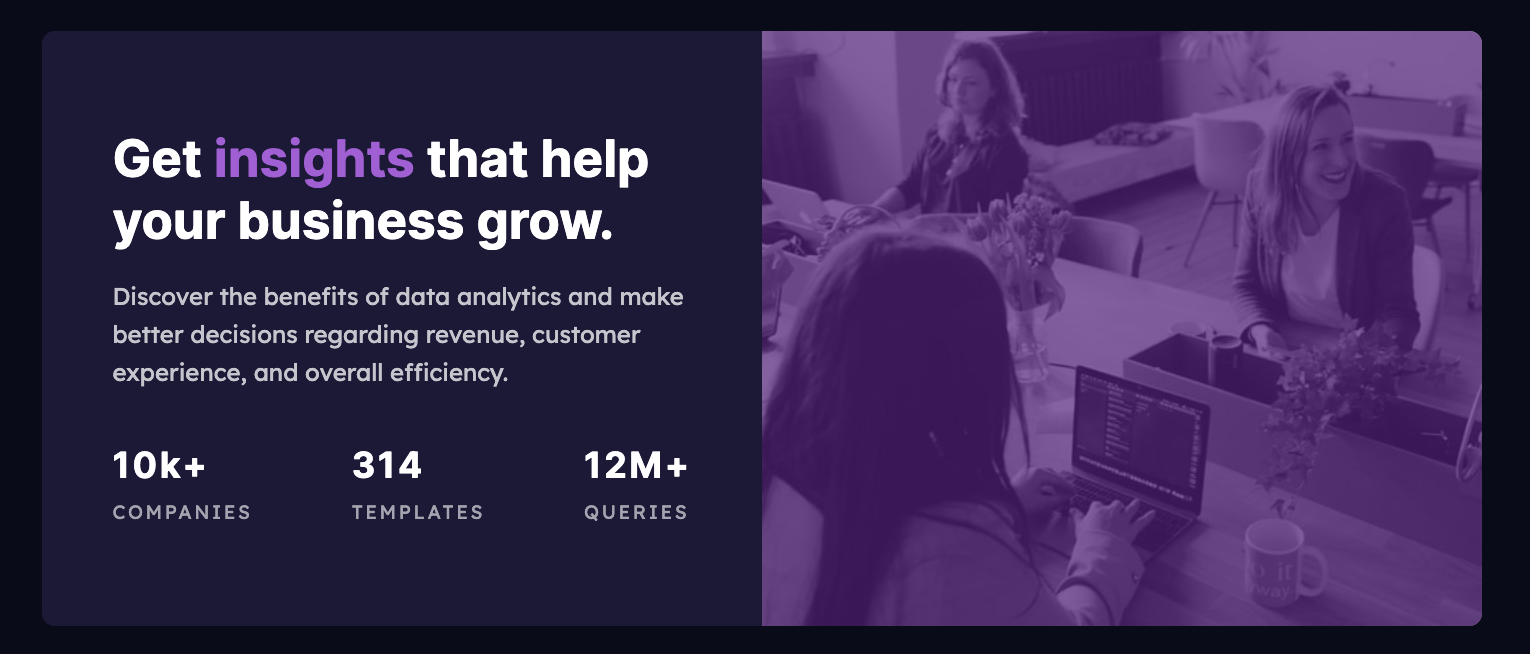 Get insights that help
your business grow.
Discover the benefits of data analytics and make
better decisions regarding revenue, customer
experience, and overall efficiency.
10k+ 314 12M+
COMPANIES TEMPLATES QUERIES